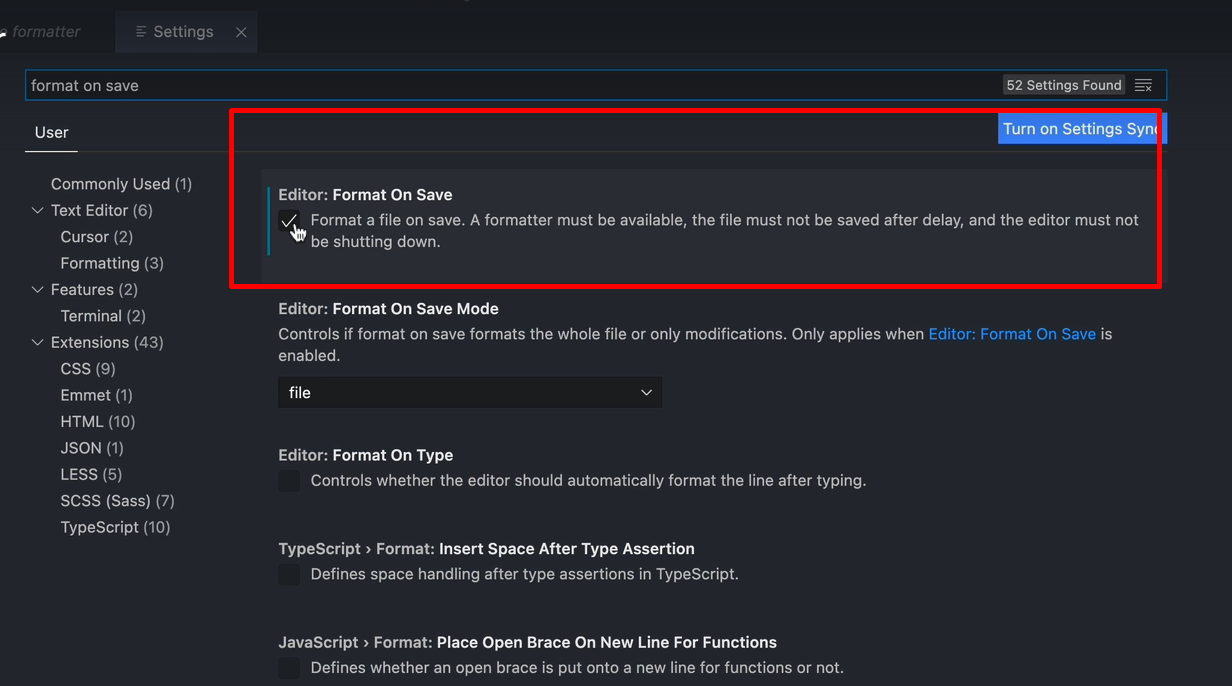 formatter
Settings
format on save
52 Settings Found
User
Turn on Settings Sync
Commonly Used (1)
Text Editor (6)
Cursor (2)
Formatting (3)
Features (2)
Terminal (2)
Extensions (43)
CSS (9)
Emmet (1)
HTML (10)
JSON (1)
LESS (5)
SCSS (Sass) (7)
TypeScript (10)
Editor: Format On Save
Format a file on save. A formatter must be available, the file must not be saved after delay, and the editor must not
be shutting down.
Editor: Format On Save Mode
Controls if format on save formats the whole file or only modifications. Only applies when Editor: Format On Save is
enabled.
file
Editor: Format On Type
Controls whether the editor should automatically format the line after typing.
TypeScript › Format: Insert Space After Type Assertion
Defines space handling after type assertions in TypeScript.
JavaScript › Format: Place Open Brace On New Line For Functions
Defines whether an open brace is put onto a new line for functions or not.